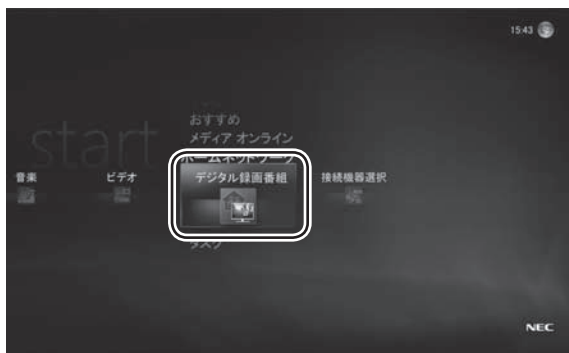 15:43
start
おすすめ
メディア オンライン
ホームネットワーク
音楽
ビデオ
デジタル録画番組
接続機器選択
タスク
NEC